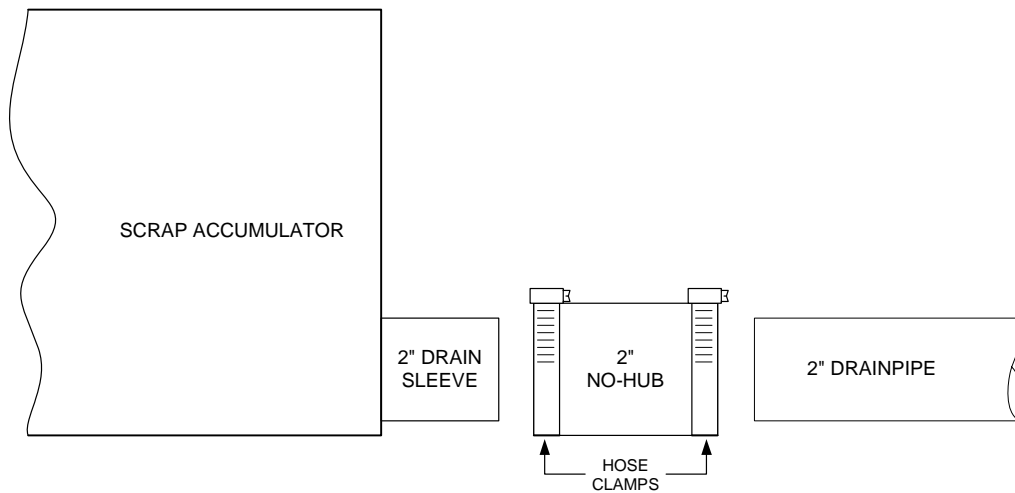 SCRAP ACCUMULATOR
2" DRAIN
SLEEVE
2"
NO-HUB
2" DRAINPIPE
HOSE
CLAMPS